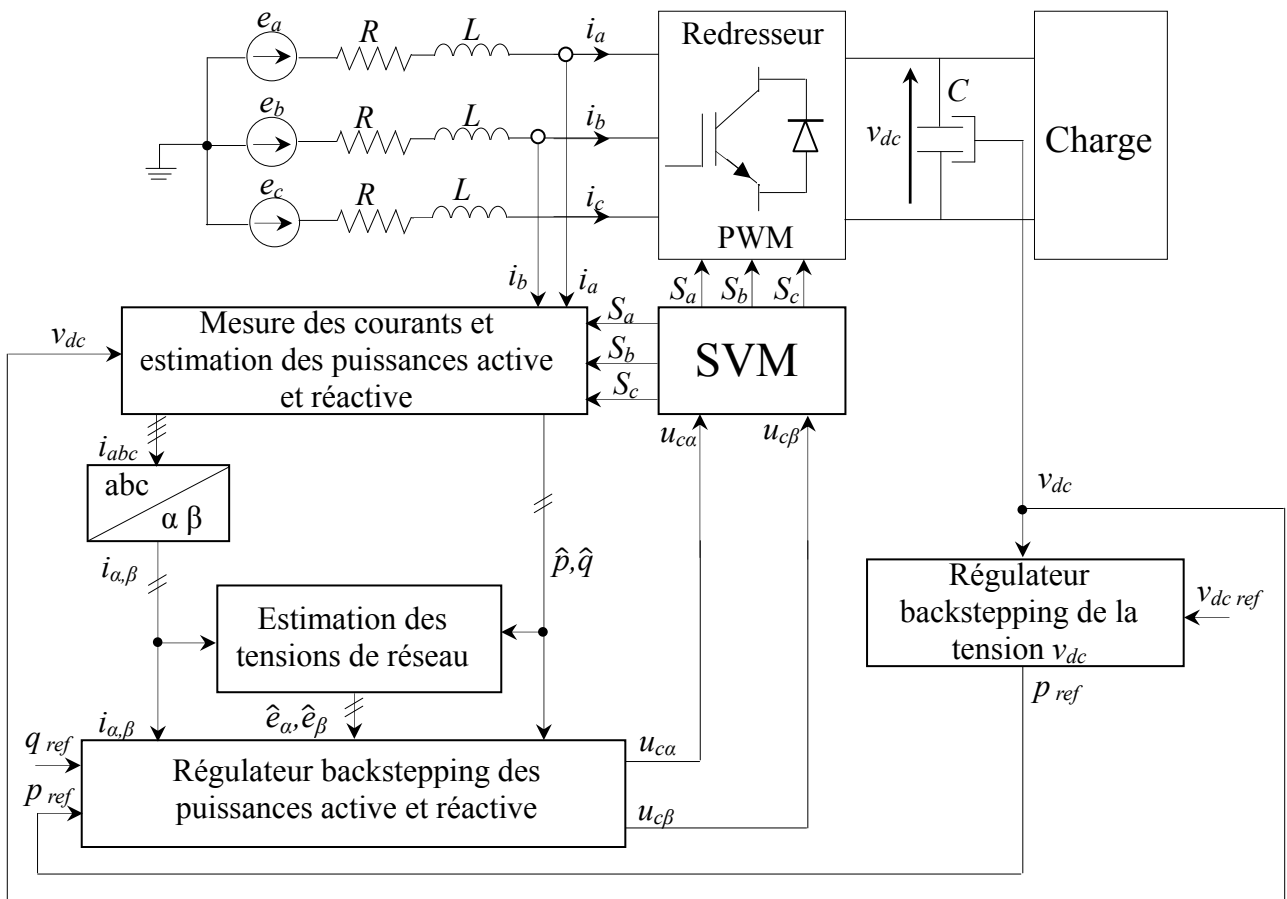 e_a
R
L
i_a
e_b
R
L
i_b
e_c
R
L
i_c
Redresseur
PWM
v_dc
C
Charge
i_b
i_a
S_a
S_b
S_c
v_dc
Mesure des courants et
estimation des puissances active
et réactive
S_a
S_b
S_c
SVM
u_cα
u_cβ
i_abc
abc
α β
i_α,β
p̂,q̂
v_dc
Estimation des
tensions de réseau
Régulateur
backstepping de la
tension v_dc
v_dc ref
p ref
i_α,β
ê_α,ê_β
q ref
p ref
Régulateur backstepping des
puissances active et réactive
u_cα
u_cβ